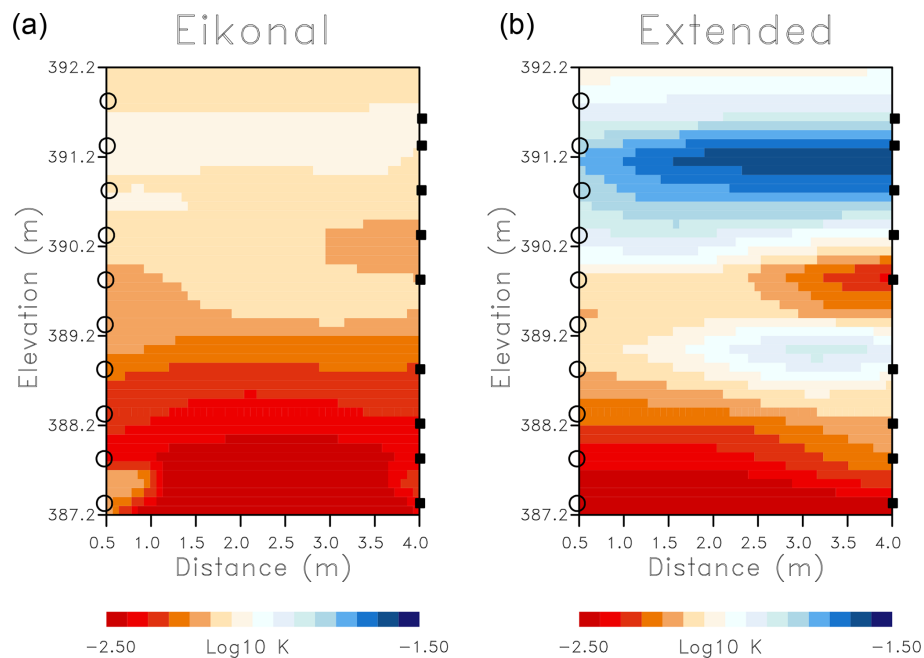 (a) Eikonal (b) Extended
392.2 392.2
391.2 391.2
390.2 390.2
389.2 389.2
388.2 388.2
387.2 387.2
Elevation (m) Elevation (m)
0.5 1.0 1.5 2.0 2.5 3.0 3.5 4.0 0.5 1.0 1.5 2.0 2.5 3.0 3.5 4.0
Distance (m) Distance (m)
−2.50 Log10 K −1.50 −2.50 Log10 K −1.50